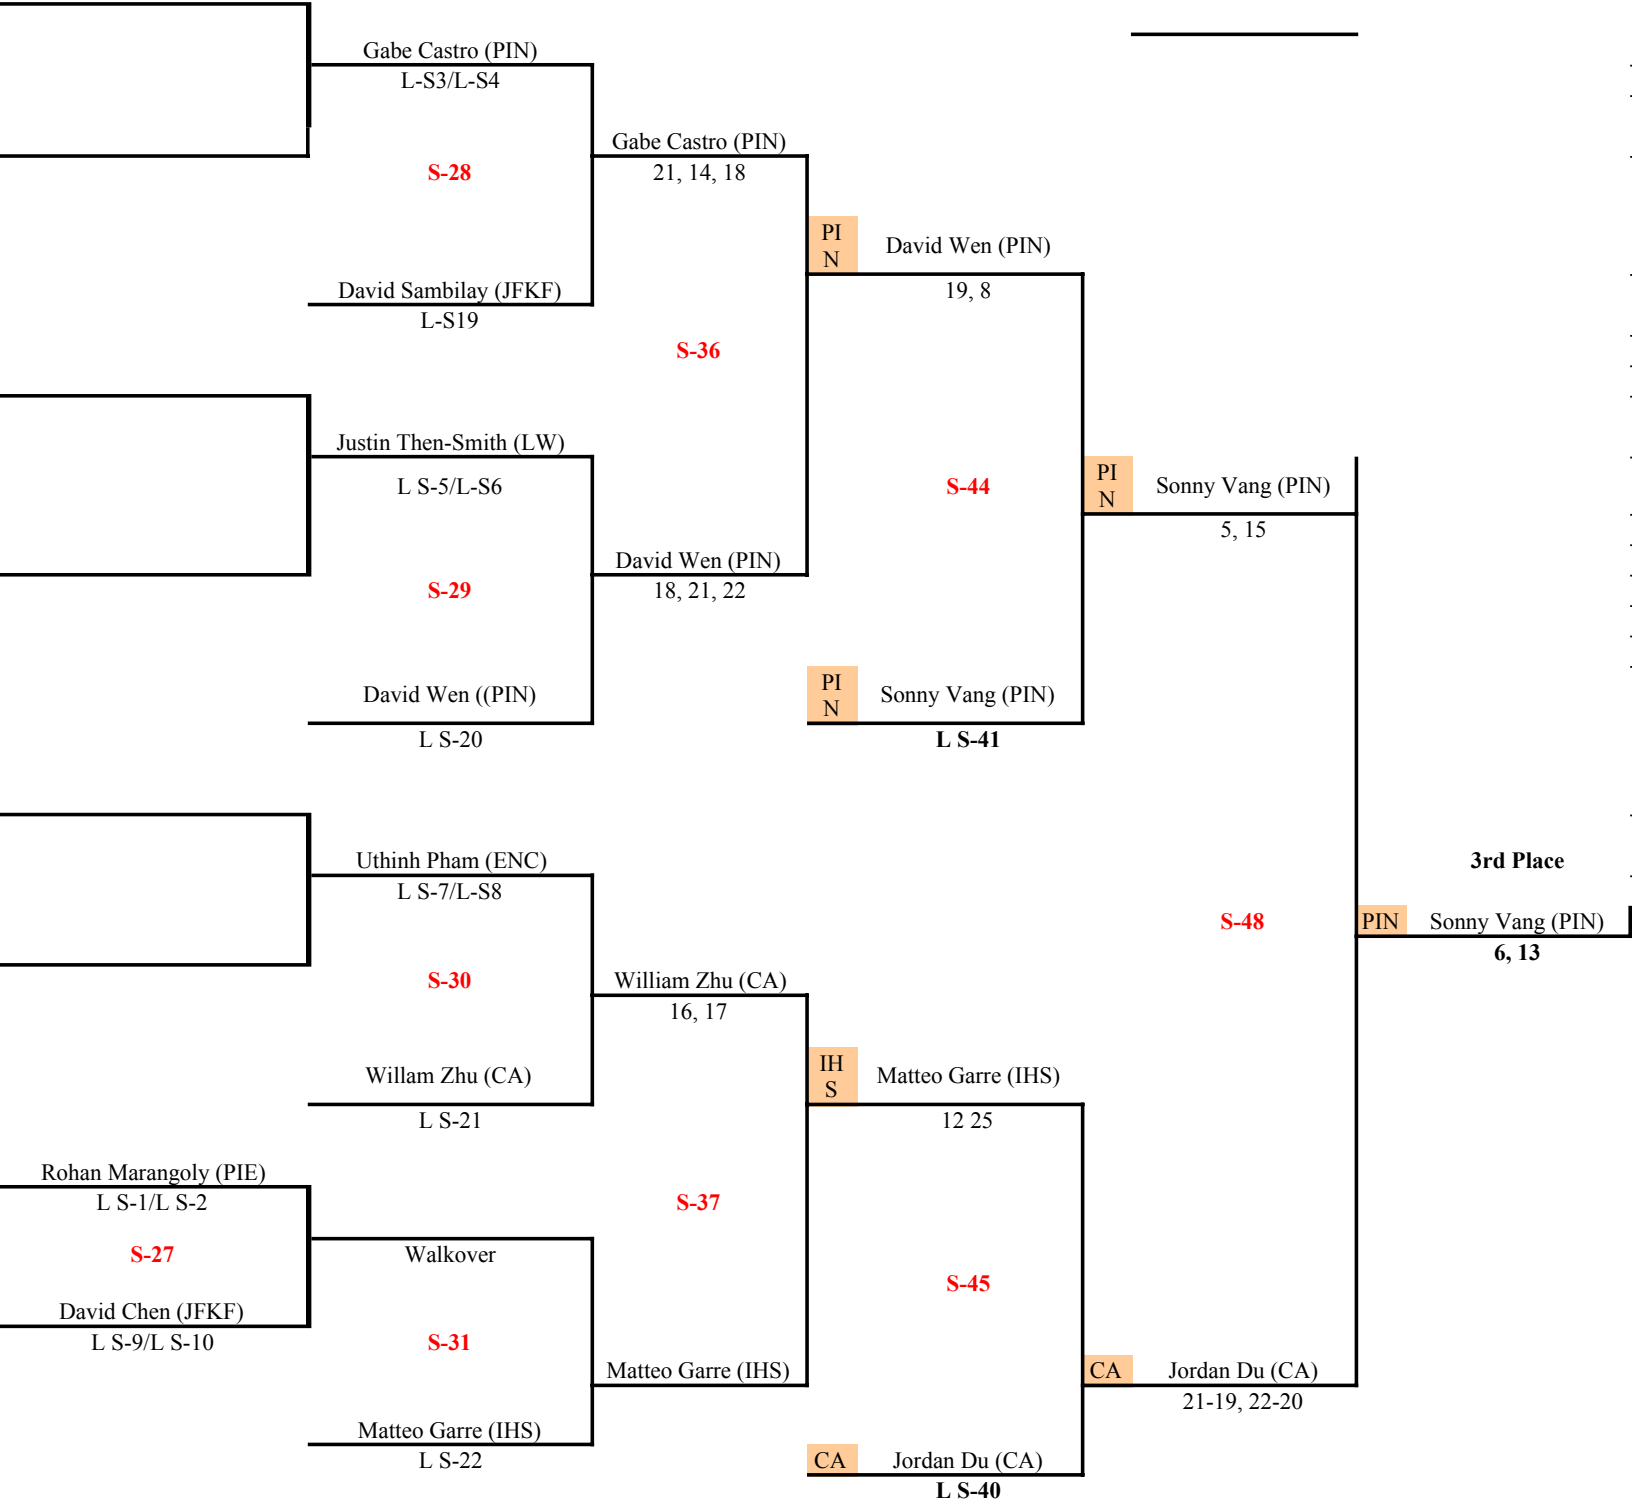 Gabe Castro (PIN)
L-S3/L-S4
Gabe Castro (PIN)
S-28
21, 14, 18
PI
N
David Wen (PIN)
David Sambilay (JFKF)
19, 8
L-S19
S-36
Justin Then-Smith (LW)
L S-5/L-S6
S-44
PI
N
Sonny Vang (PIN)
5, 15
David Wen (PIN)
S-29
18, 21, 22
David Wen ((PIN)
PI
N
Sonny Vang (PIN)
L S-20
L S-41
Uthinh Pham (ENC)
3rd Place
L S-7/L-S8
S-48
PIN
Sonny Vang (PIN)
6, 13
S-30
William Zhu (CA)
16, 17
Willam Zhu (CA)
IH
S
Matteo Garre (IHS)
L S-21
12 25
Rohan Marangoly (PIE)
L S-1/L S-2
S-37
S-27
Walkover
S-45
David Chen (JFKF)
L S-9/L S-10
S-31
Matteo Garre (IHS)
CA
Jordan Du (CA)
21-19, 22-20
Matteo Garre (IHS)
L S-22
CA
Jordan Du (CA)
L S-40